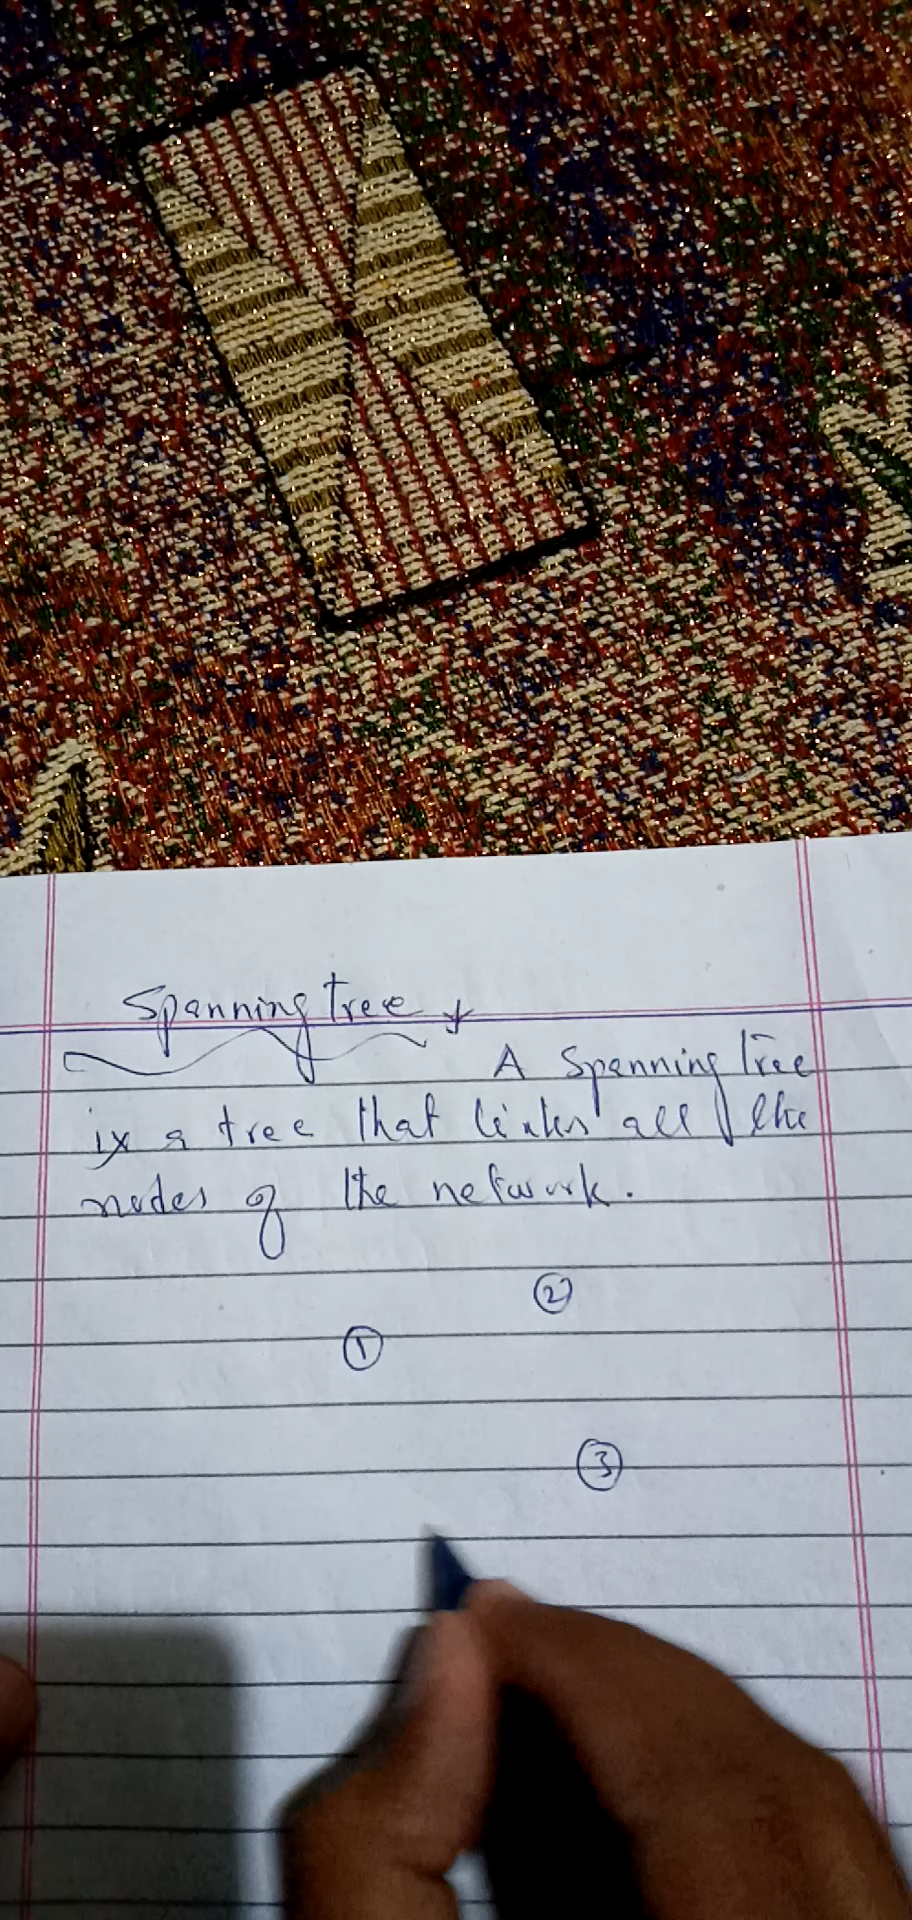 Spanning Tree
A Spanning Tree
is a tree that links all the
nodes of the network.
2
1
3